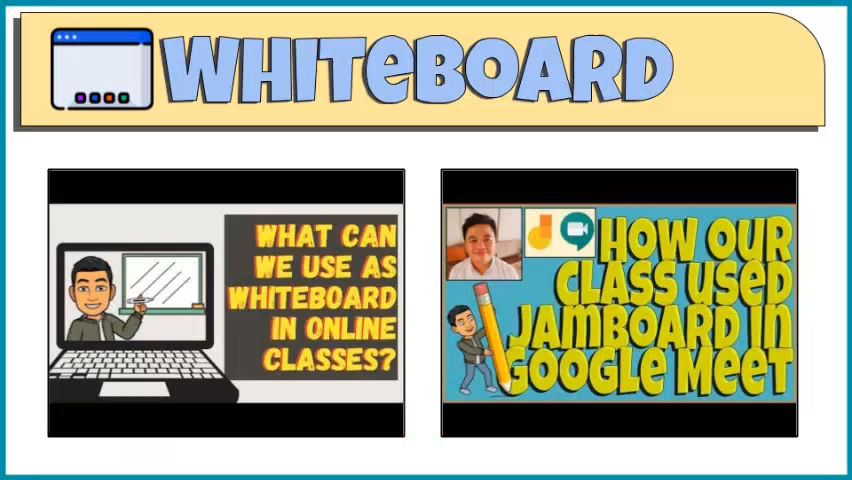 WHITEBOARD
WHAT CAN
WE USE AS
WHITEBOARD
IN ONLINE
CLASSES?
HOW OUR
CLASS USED
JAMBOARD IN
GOOGLE MEET